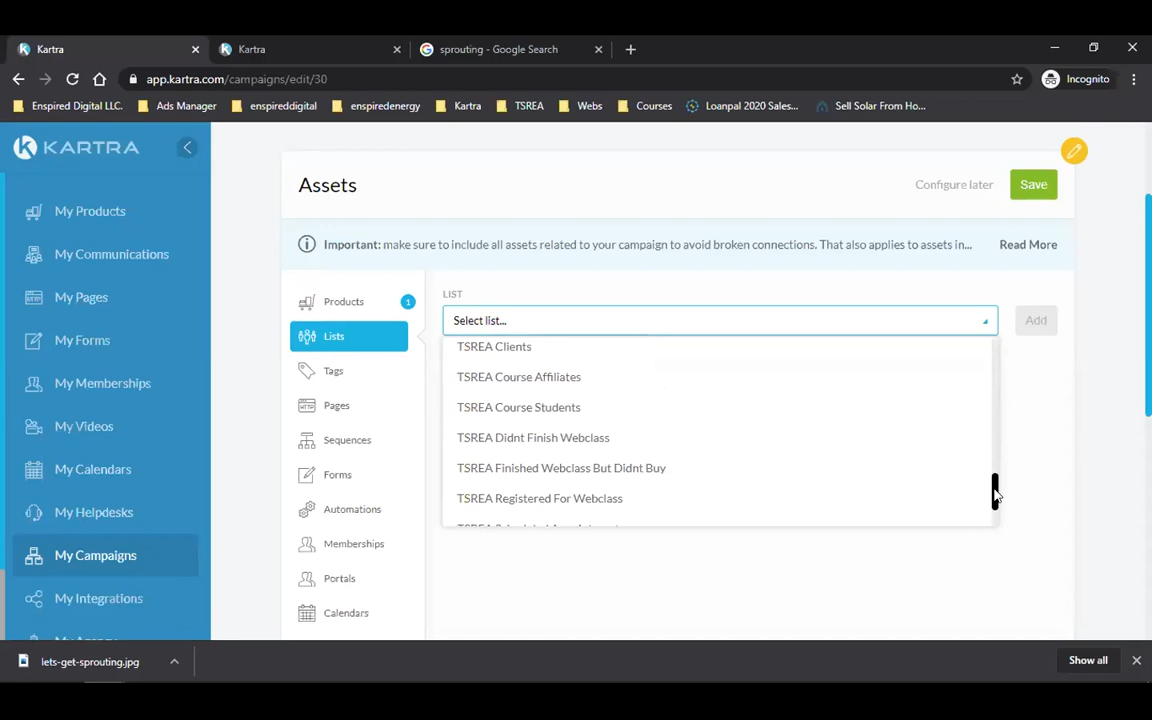 Kartra
Kartra
sprouting - Google Search
app.kartra.com/campaigns/edit/30
Incognito
Enspired Digital LLC.
Ads Manager
enspireddigital
enspiredenergy
Kartra
TSREA
Webs
Courses
Loanpal 2020 Sales...
Sell Solar From Ho...
KARTRA
My Products
My Communications
My Pages
My Forms
My Memberships
My Videos
My Calendars
My Helpdesks
My Campaigns
My Integrations
Assets
Configure later
Save
Important: make sure to include all assets related to your campaign to avoid broken connections. That also applies to assets in...
Read More
Products
1
Lists
Tags
Pages
Sequences
Forms
Automations
Memberships
Portals
Calendars
LIST
Select list...
Add
TSREA Clients
TSREA Course Affiliates
TSREA Course Students
TSREA Didnt Finish Webclass
TSREA Finished Webclass But Didnt Buy
TSREA Registered For Webclass
lets-get-sprouting.jpg
Show all